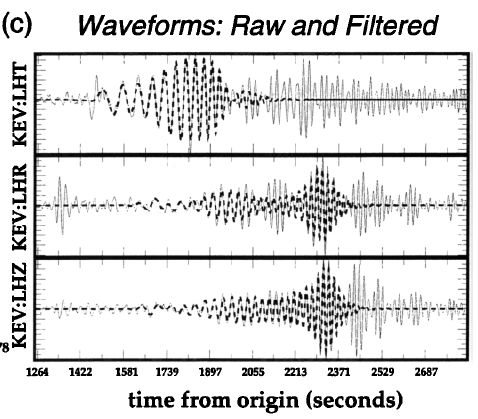 (c) Waveforms: Raw and Filtered
KEV:LHT
KEV:LHR
KEV:LHZ
78
1264 1422 1581 1739 1897 2055 2213 2371 2529 2687
time from origin (seconds)